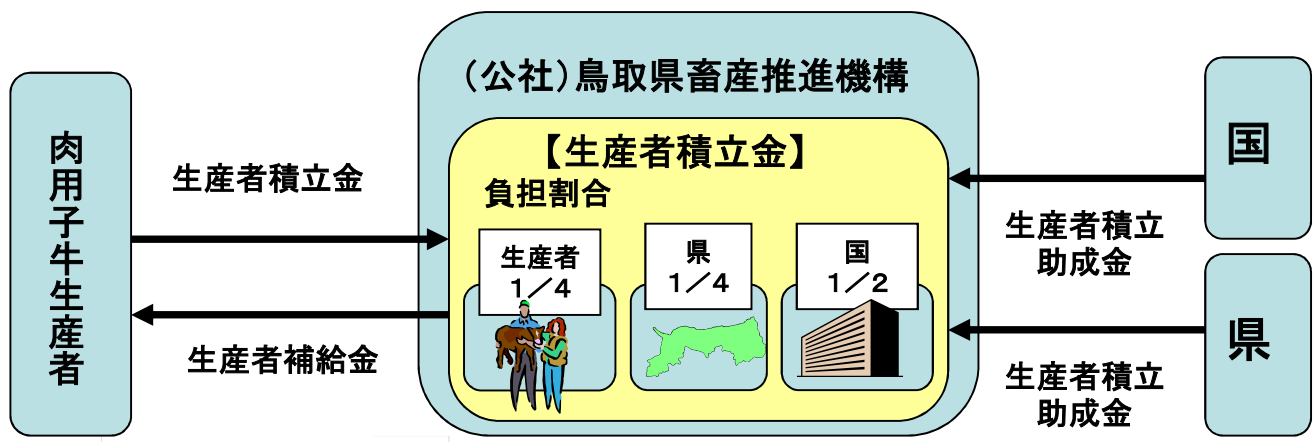 （公社）鳥取県畜産推進機構
【生産者積立金】
負担割合
生産者
１／４
県
１／４
国
１／２
肉用子牛生産者
生産者積立金
生産者補給金
国
生産者積立
助成金
県
生産者積立
助成金